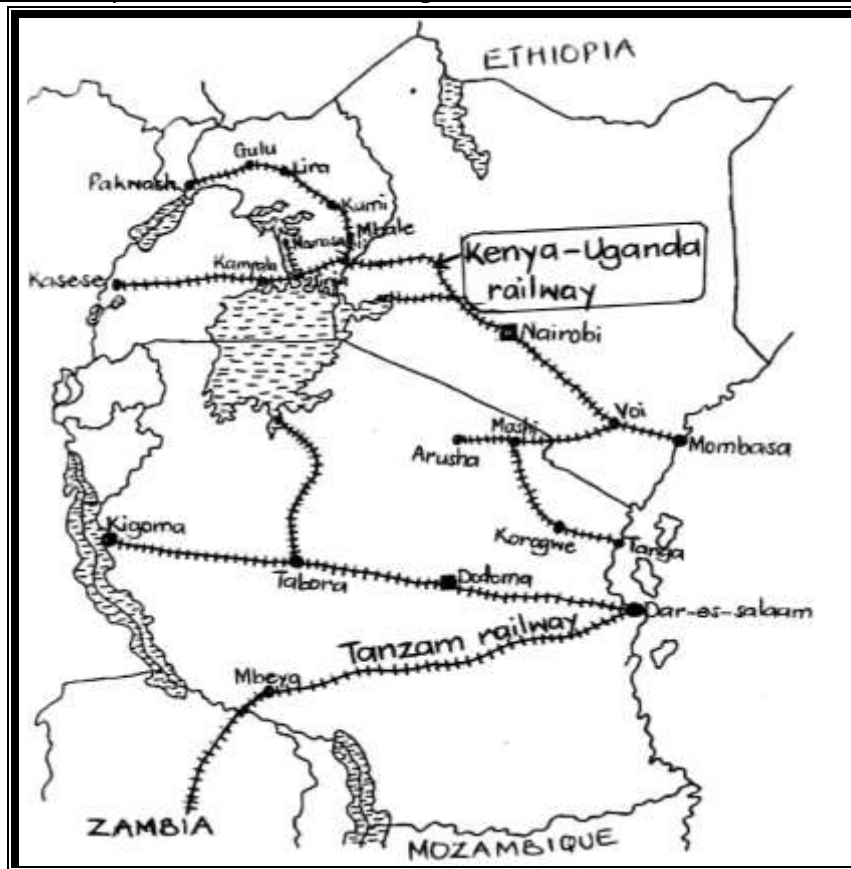 ETHIOPIA
Gulu
Lira
Pakwach
Kumi
Mbale
Kenya-Uganda
railway
Kasese
Nairobi
Voi
Moshi
Arusha
Mombasa
Kigoma
Korogwe
Tanga
Tabora
Dodoma
Dar-es-salaam
Tanzam railway
Mbeya
ZAMBIA
MOZAMBIQUE